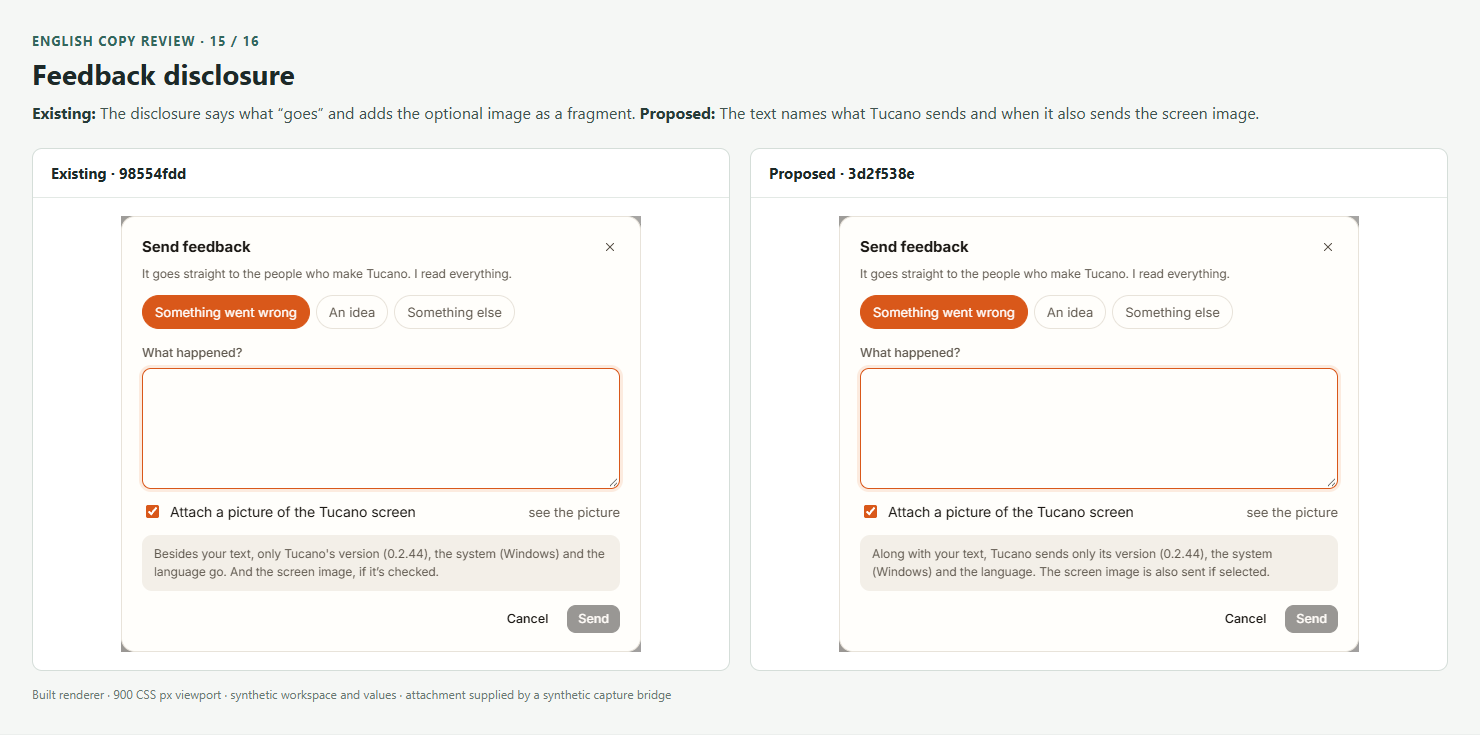 ENGLISH COPY REVIEW · 15 / 16
Feedback disclosure
Existing: The disclosure says what “goes” and adds the optional image as a fragment. Proposed: The text names what Tucano sends and when it also sends the screen image.
Existing · 98554fdd
Send feedback
It goes straight to the people who make Tucano. I read everything.
Something went wrong
An idea
Something else
What happened?
Attach a picture of the Tucano screen
see the picture
Besides your text, only Tucano's version (0.2.44), the system (Windows) and the
language go. And the screen image, if it’s checked.
Cancel
Send
Proposed · 3d2f538e
Send feedback
It goes straight to the people who make Tucano. I read everything.
Something went wrong
An idea
Something else
What happened?
Attach a picture of the Tucano screen
see the picture
Along with your text, Tucano sends only its version (0.2.44), the system
(Windows) and the language. The screen image is also sent if selected.
Cancel
Send
Built renderer · 900 CSS px viewport · synthetic workspace and values · attachment supplied by a synthetic capture bridge